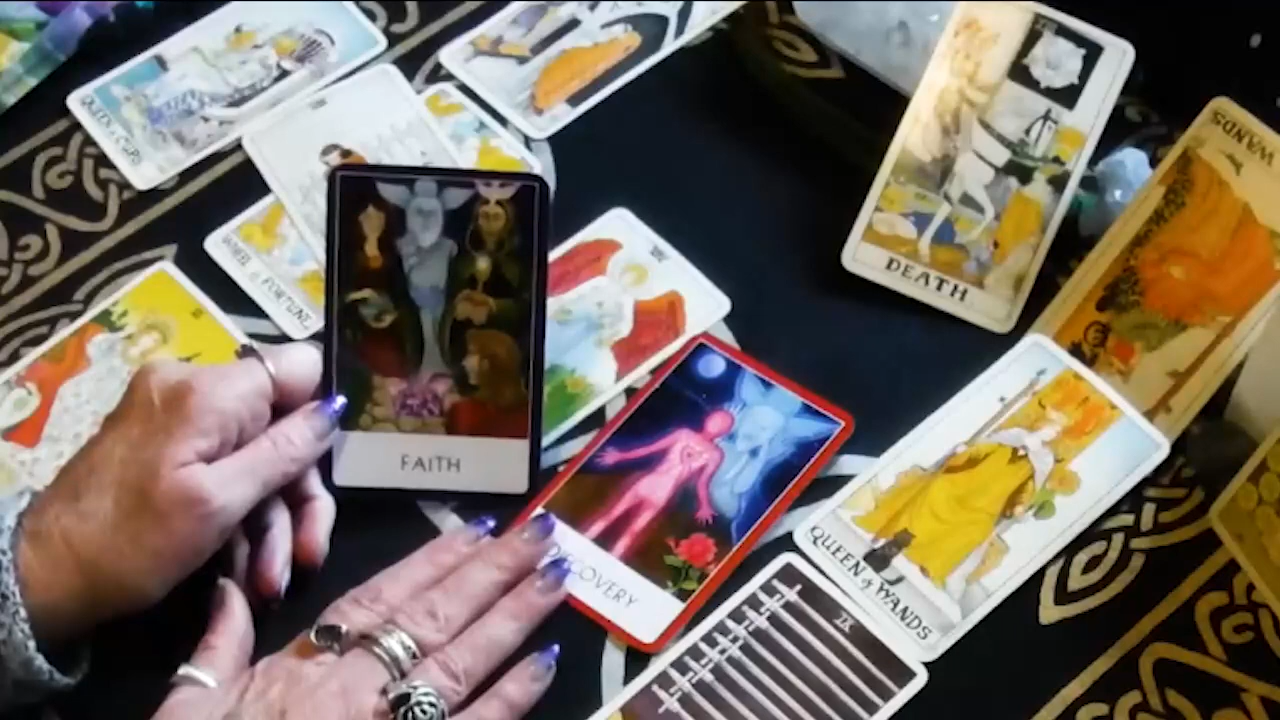 QUEEN of CUPS
WHEEL of FORTUNE
FAITH
DISCOVERY
DEATH
WANDS
QUEEN of WANDS
IX